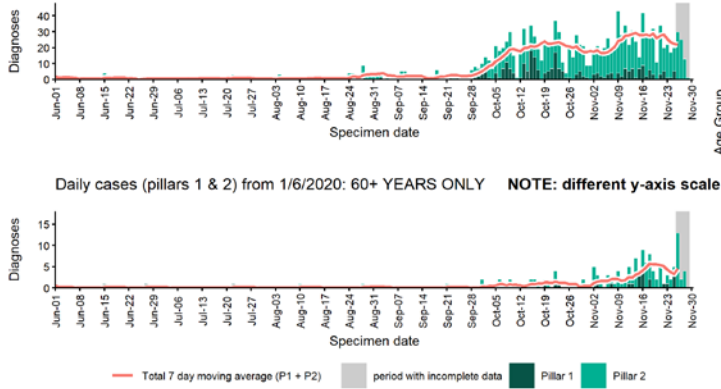 Diagnoses
40
30
20
10
0
Jun-01 Jun-08 Jun-15 Jun-22 Jun-29 Jul-06 Jul-13 Jul-20 Jul-27 Aug-03 Aug-10 Aug-17 Aug-24 Aug-31 Sep-07 Sep-14 Sep-21 Sep-28 Oct-05 Oct-12 Oct-19 Oct-26 Nov-02 Nov-09 Nov-16 Nov-23 Nov-30
Specimen date
Age Group
Daily cases (pillars 1 & 2) from 1/6/2020: 60+ YEARS ONLY NOTE: different y-axis scale
Diagnoses
15
10
5
0
Jun-01 Jun-08 Jun-15 Jun-22 Jun-29 Jul-06 Jul-13 Jul-20 Jul-27 Aug-03 Aug-10 Aug-17 Aug-24 Aug-31 Sep-07 Sep-14 Sep-21 Sep-28 Oct-05 Oct-12 Oct-19 Oct-26 Nov-02 Nov-09 Nov-16 Nov-23 Nov-30
Specimen date
Total 7 day moving average (P1 + P2) period with incomplete data Pillar 1 Pillar 2